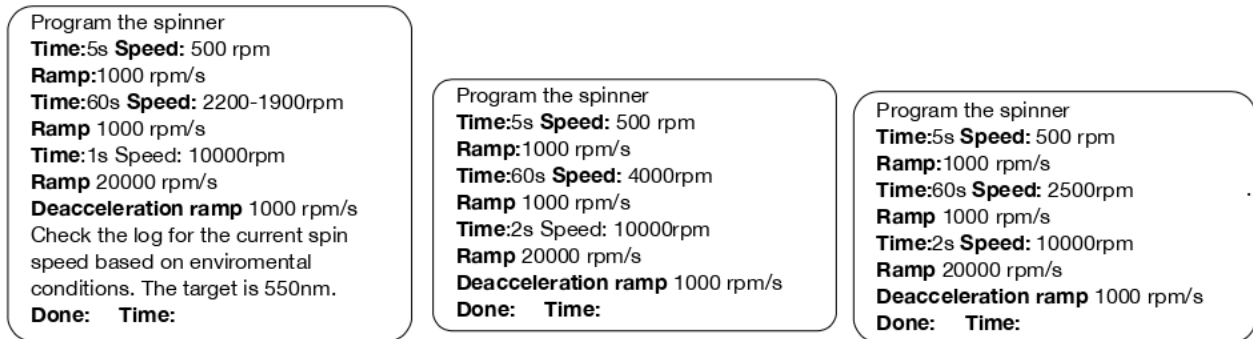 Program the spinner
Time:5s Speed: 500 rpm
Ramp:1000 rpm/s
Time:60s Speed: 2200-1900rpm
Ramp 1000 rpm/s
Time:1s Speed: 10000rpm
Ramp 20000 rpm/s
Deacceleration ramp 1000 rpm/s
Check the log for the current spin
speed based on enviromental
conditions. The target is 550nm.
Done: Time:
Program the spinner
Time:5s Speed: 500 rpm
Ramp:1000 rpm/s
Time:60s Speed: 4000rpm
Ramp 1000 rpm/s
Time:2s Speed: 10000rpm
Ramp 20000 rpm/s
Deacceleration ramp 1000 rpm/s
Done: Time:
Program the spinner
Time:5s Speed: 500 rpm
Ramp:1000 rpm/s
Time:60s Speed: 2500rpm
Ramp 1000 rpm/s
Time:2s Speed: 10000rpm
Ramp 20000 rpm/s
Deacceleration ramp 1000 rpm/s
Done: Time:
.